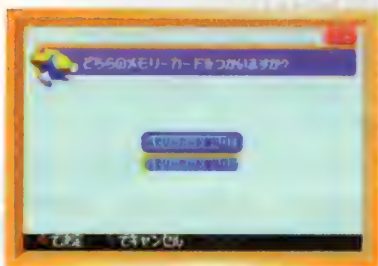 どちらのメモリーカードをつかいますか?
メモリーカード差込口1
メモリーカード差込口2
で決定 でキャンセル